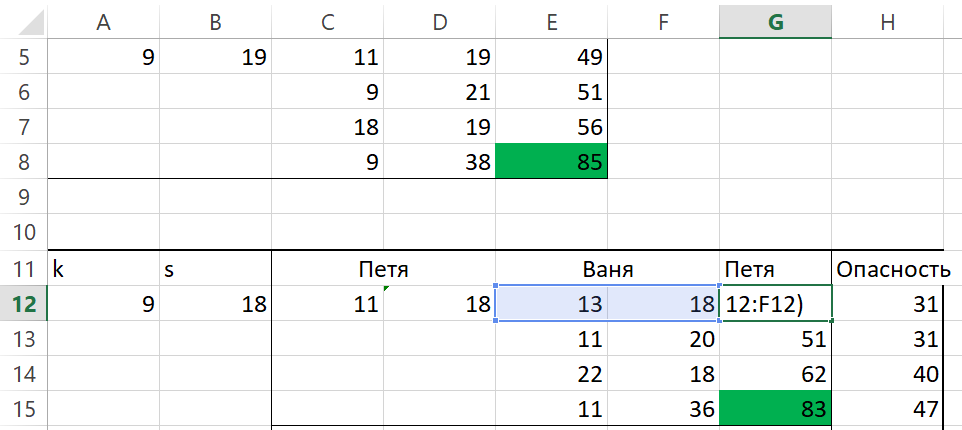 A B C D E F G H
5 9 19 11 19 49
6 9 21 51
7 18 19 56
8 9 38 85
9
10
11 k s Петя Ваня Петя Опасность
12 9 18 11 18 13 18 12:F12) 31
13 11 20 51 31
14 22 18 62 40
15 11 36 83 47